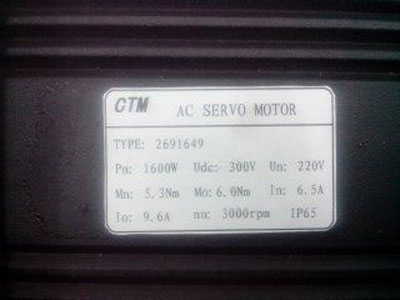 CTM AC SERVO MOTOR
TYPE: 2691649
Pn: 1600W Udc: 300V Un: 220V
Mn: 5.3Nm Mo: 6.0Nm In: 6.5A
Io: 9.6A nn: 3000rpm IP65